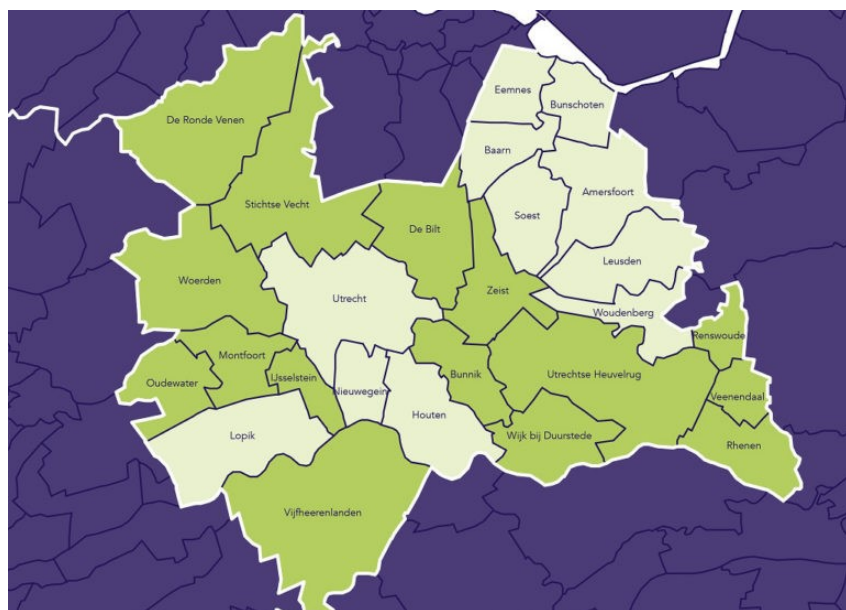 Eemnes
Bunschoten
De Ronde Venen
Baarn
Amersfoort
Stichtse Vecht
Soest
De Bilt
Leusden
Woerden
Zeist
Utrecht
Woudenberg
Renswoude
Montfoort
Bunnik
Utrechtse Heuvelrug
Oudewater
IJsselstein
Nieuwegein
Veenendaal
Houten
Lopik
Wijk bij Duurstede
Rhenen
Vijfheerenlanden